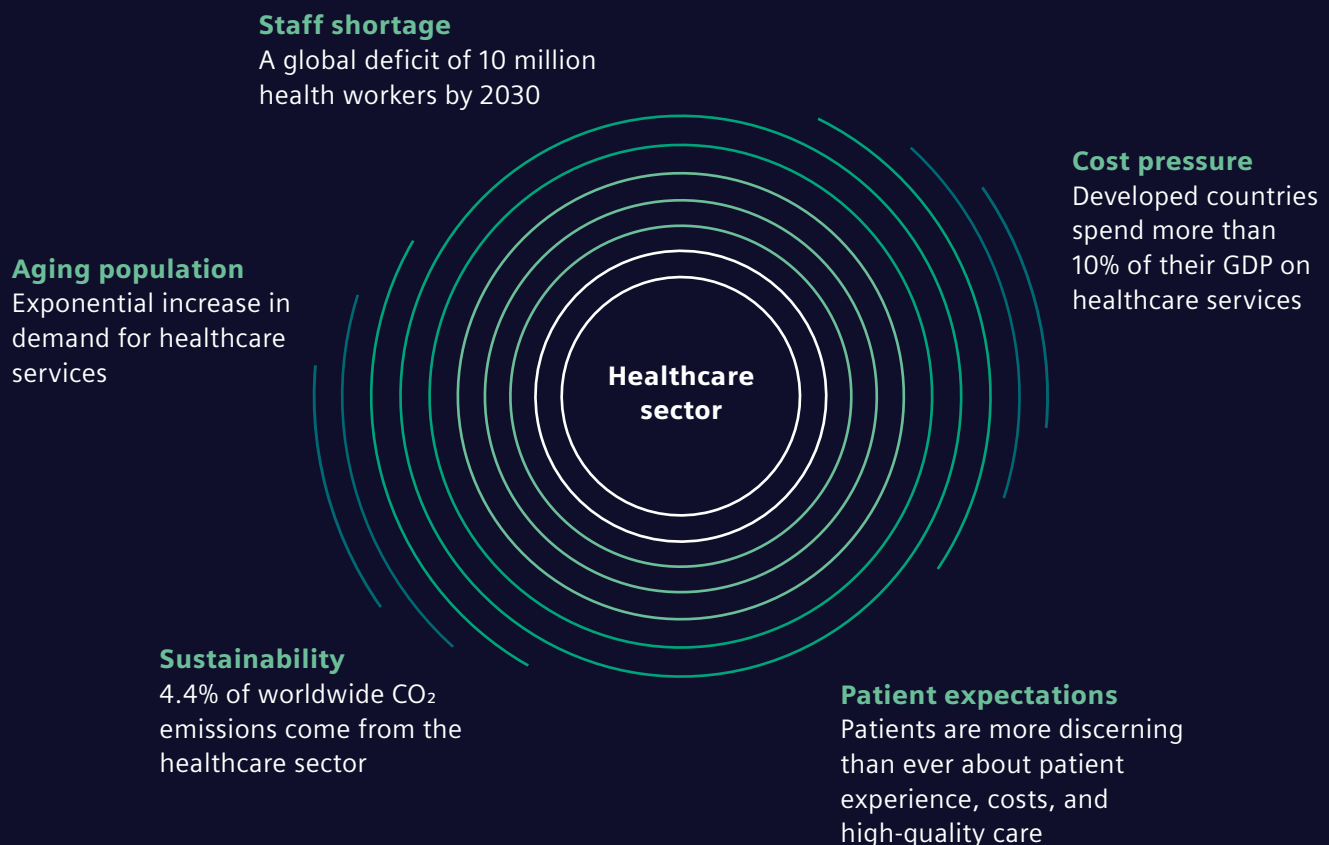 Staff shortage
A global deficit of 10 million
health workers by 2030
Cost pressure
Developed countries
spend more than
10% of their GDP on
healthcare services
Aging population
Exponential increase in
demand for healthcare
services
Healthcare
sector
Sustainability
4.4% of worldwide CO₂
emissions come from the
healthcare sector
Patient expectations
Patients are more discerning
than ever about patient
experience, costs, and
high-quality care